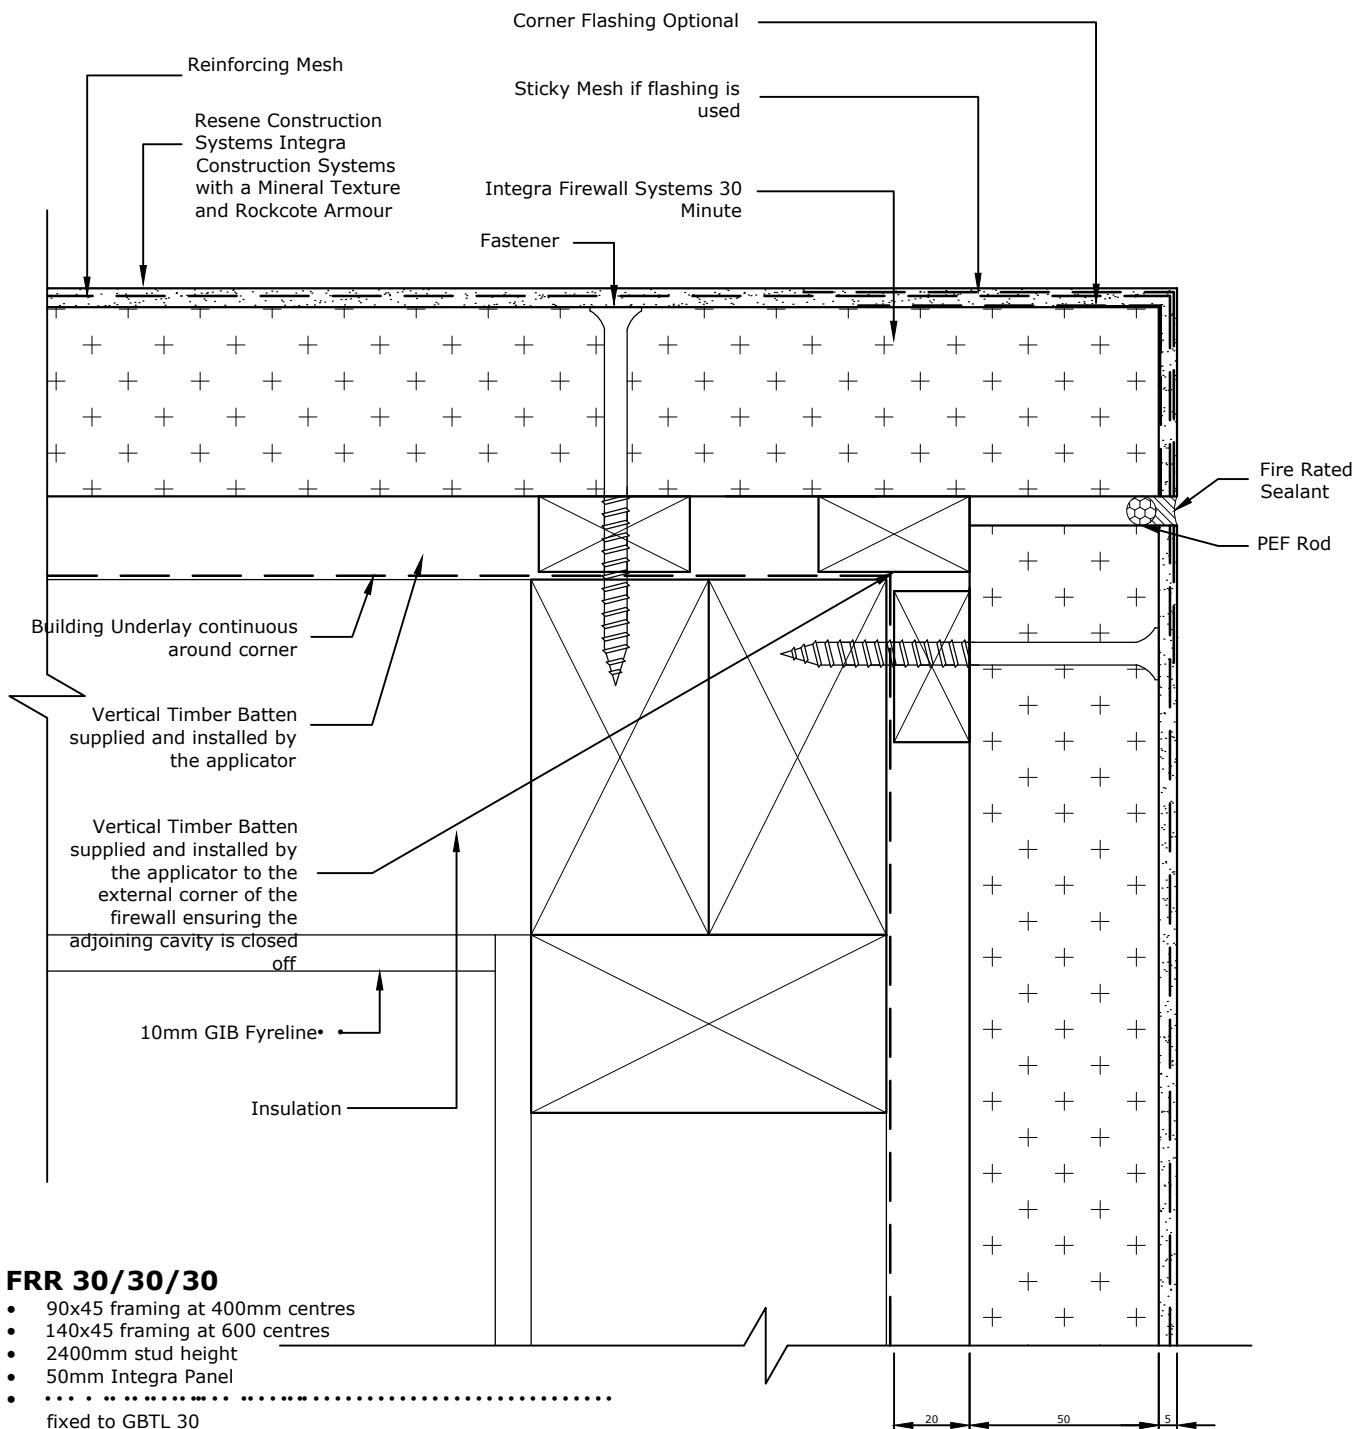 Corner Flashing Optional
Reinforcing Mesh
Sticky Mesh if flashing is
used
Resene Construction
Systems Integra
Construction Systems
with a Mineral Texture
and Rockcote Armour
Integra Firewall Systems 30
Minute
Fastener
Fire Rated
Sealant
PEF Rod
Building Underlay continuous
around corner
Vertical Timber Batten
supplied and installed by
the applicator
Vertical Timber Batten
supplied and installed by
the applicator to the
external corner of the
firewall ensuring the
adjoining cavity is closed
off
10mm GIB Fyreline
Insulation
FRR 30/30/30
• 90x45 framing at 400mm centres
• 140x45 framing at 600 centres
• 2400mm stud height
• 50mm Integra Panel
fixed to GBTL 30
20 50 5